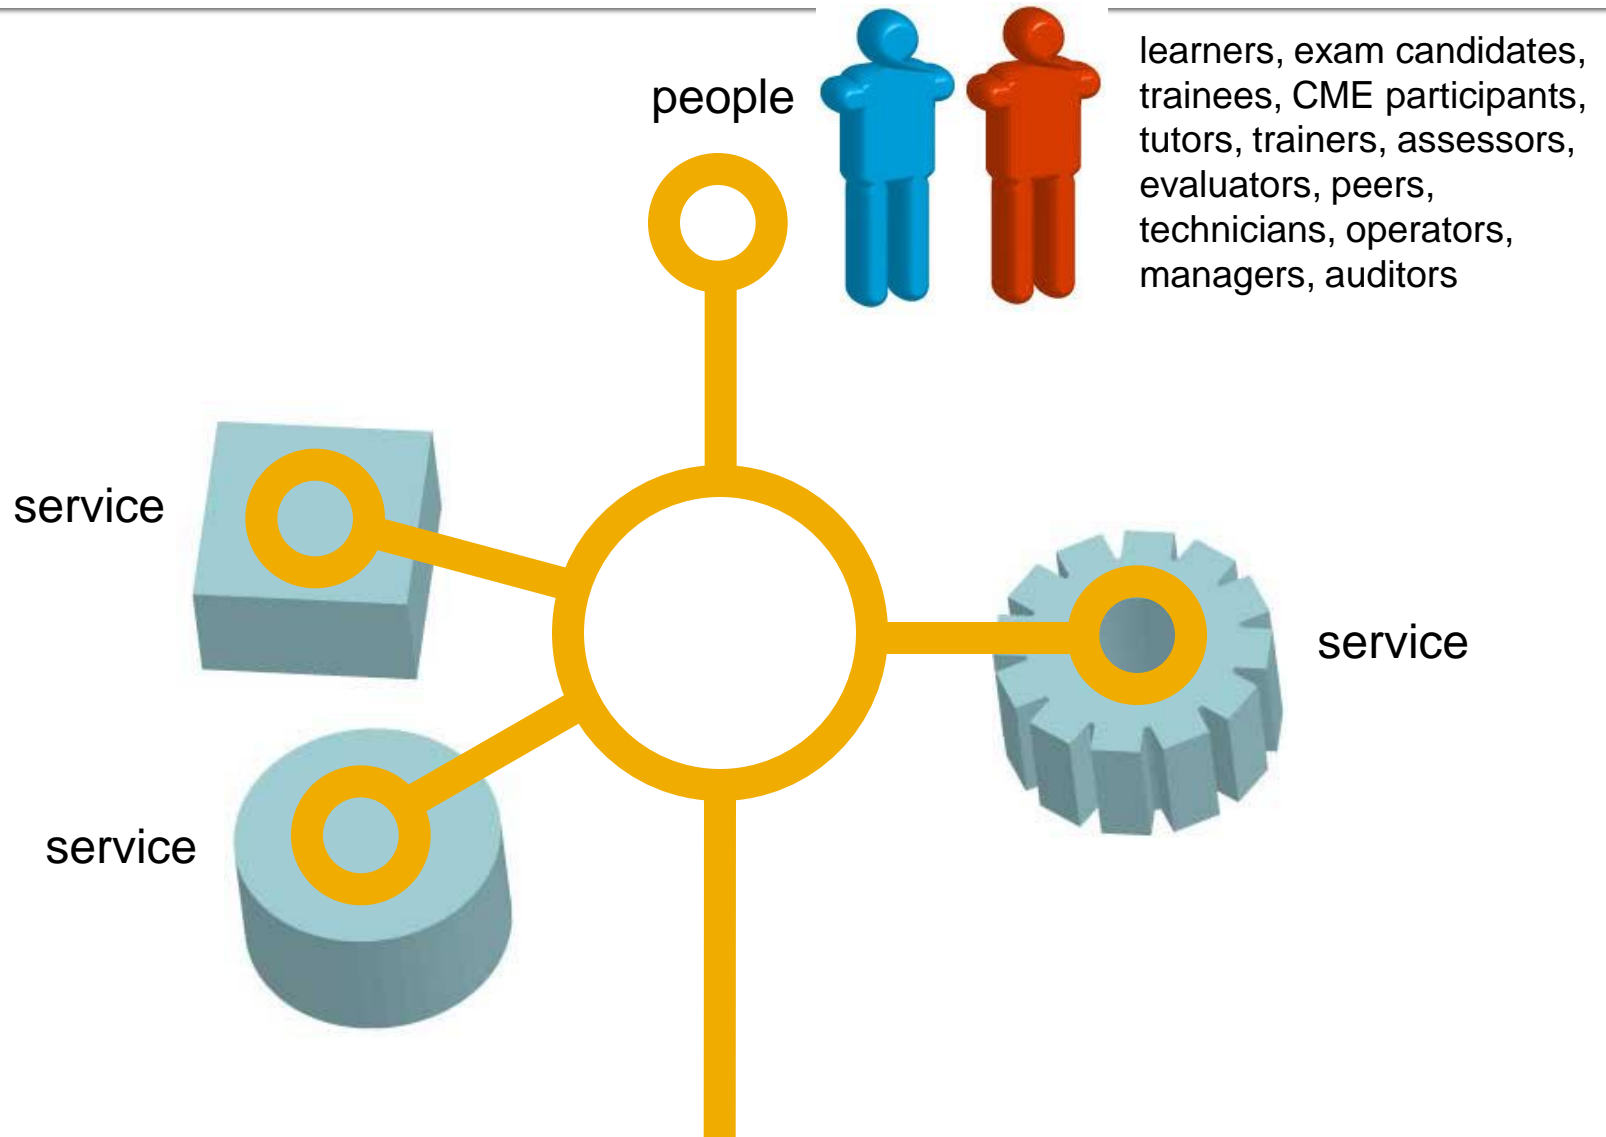 people
learners, exam candidates,
trainees, CME participants,
tutors, trainers, assessors,
evaluators, peers,
technicians, operators,
managers, auditors
service
service
service